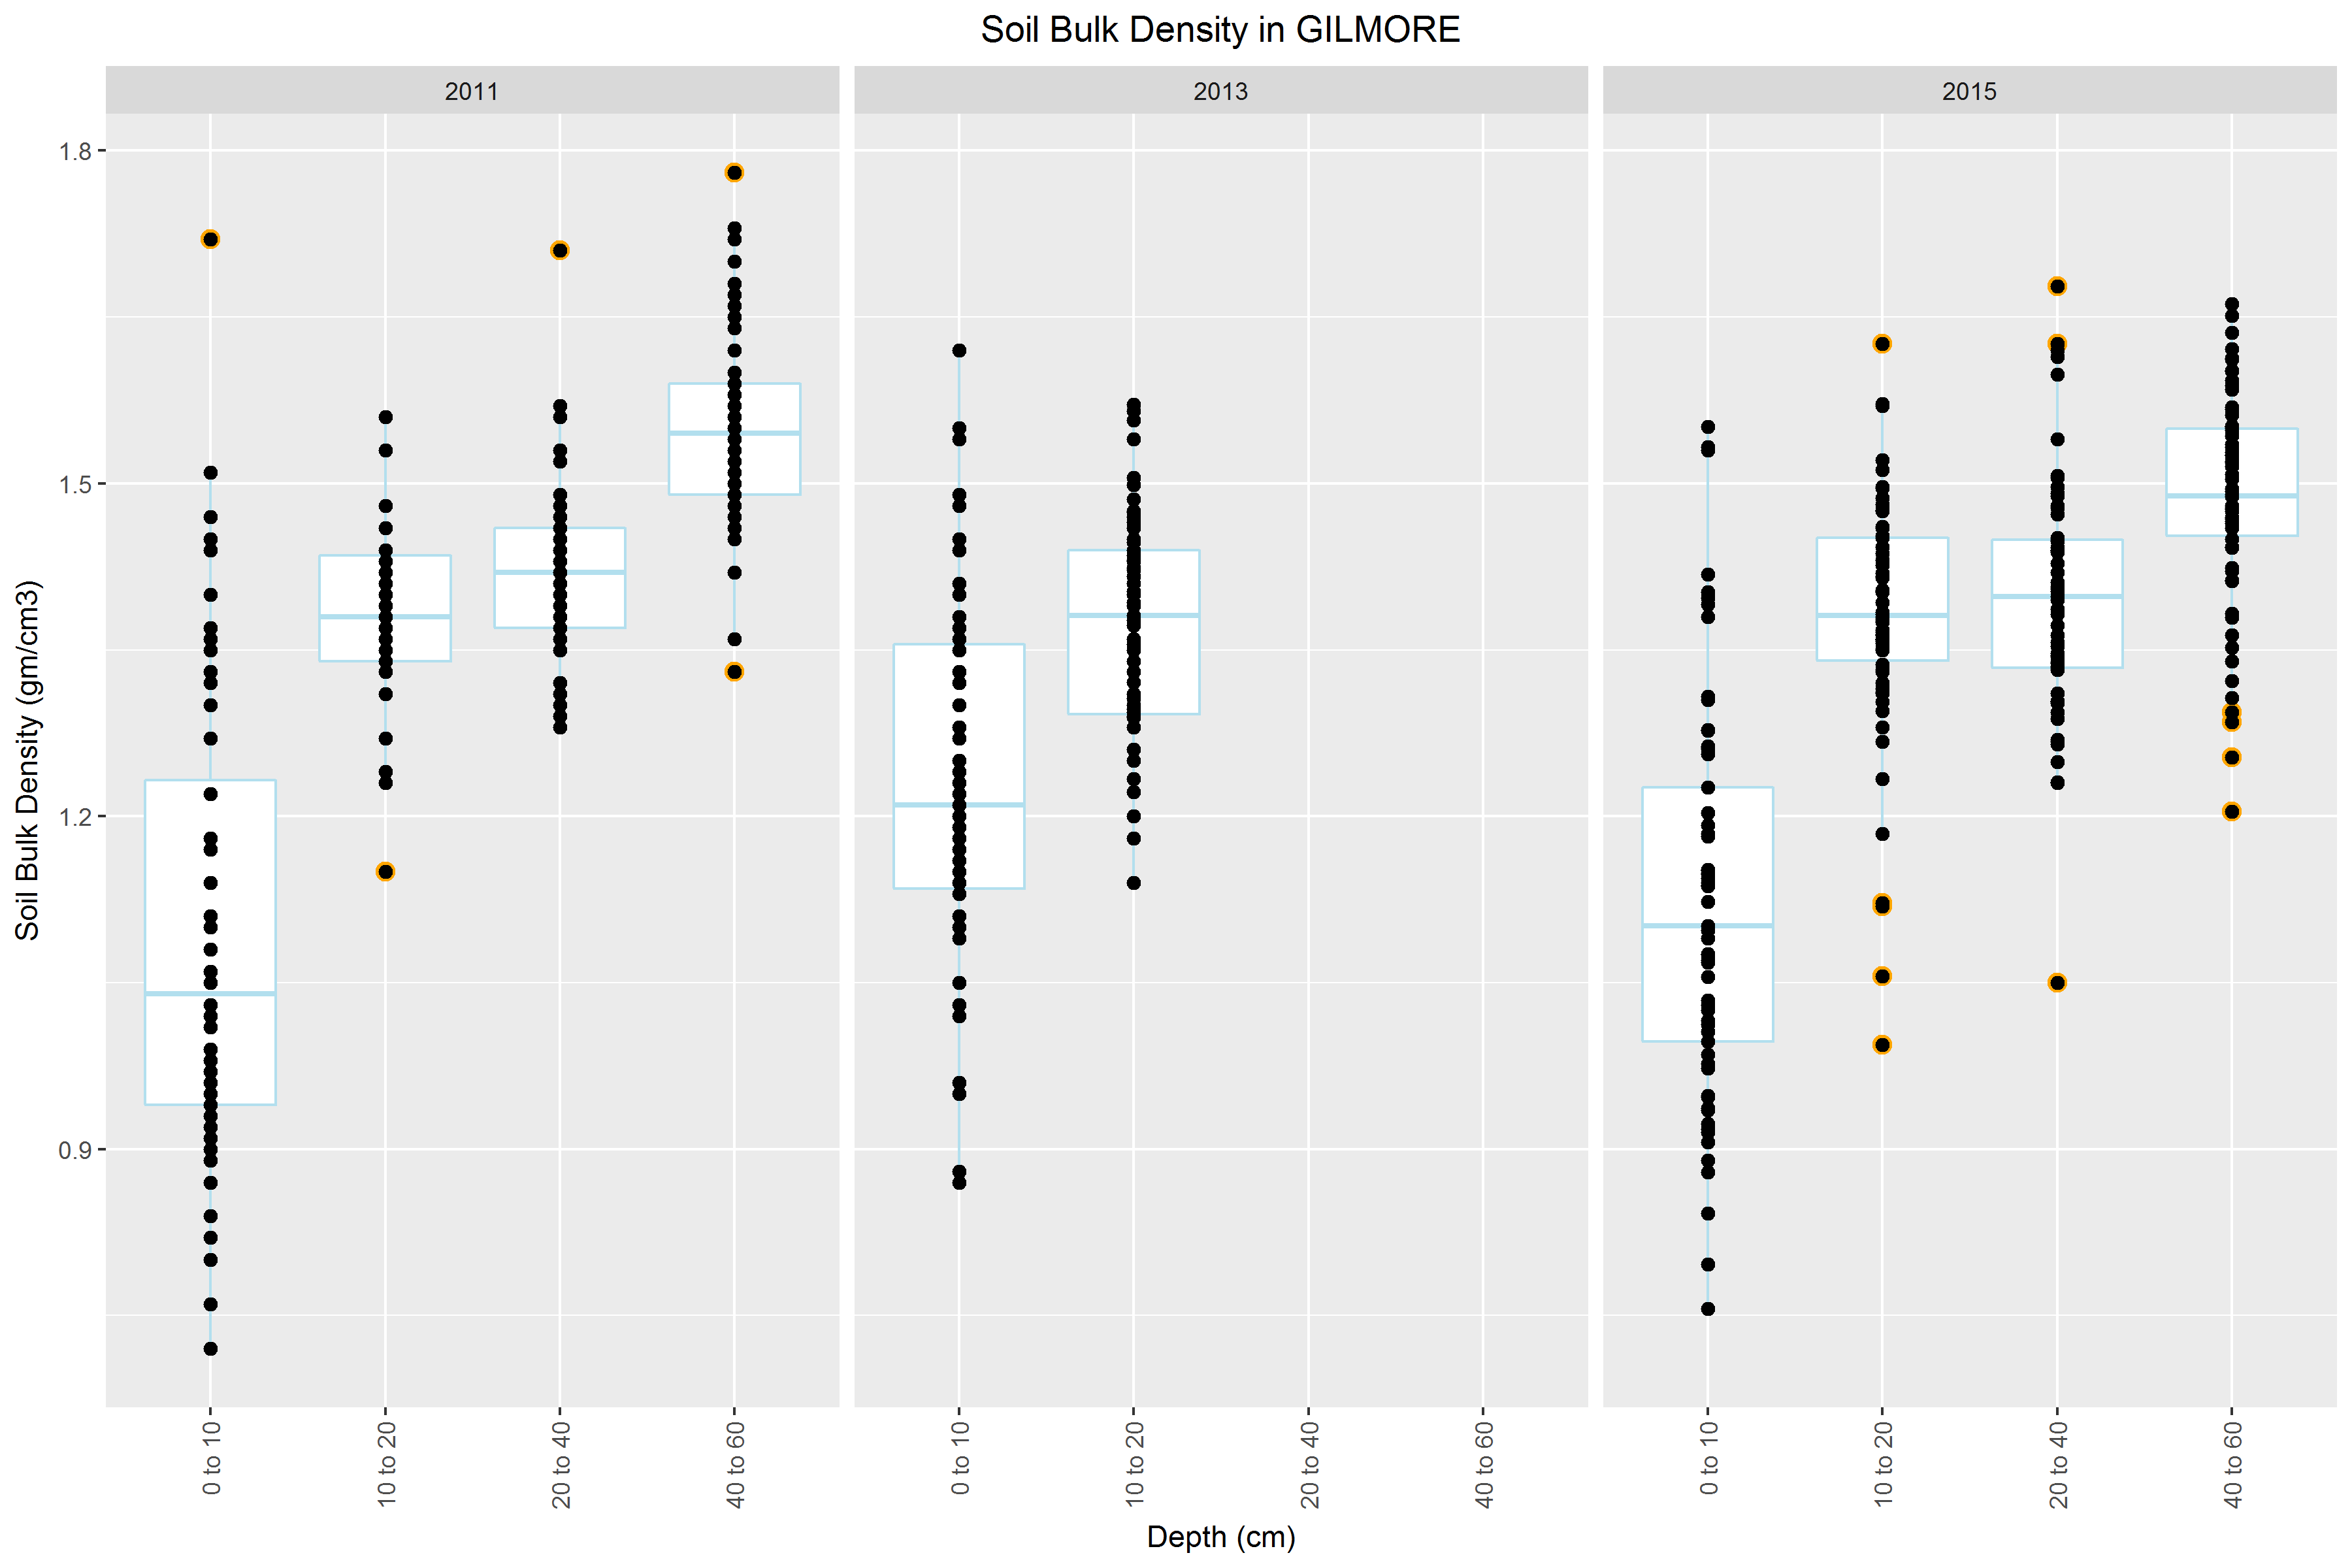 Soil Bulk Density in GILMORE
2011 2013 2015
Soil Bulk Density (gm/cm3)
1.8
1.5
1.2
0.9
0 to 10 10 to 20 20 to 40 40 to 60 0 to 10 10 to 20 20 to 40 40 to 60 0 to 10 10 to 20 20 to 40 40 to 60
Depth (cm)